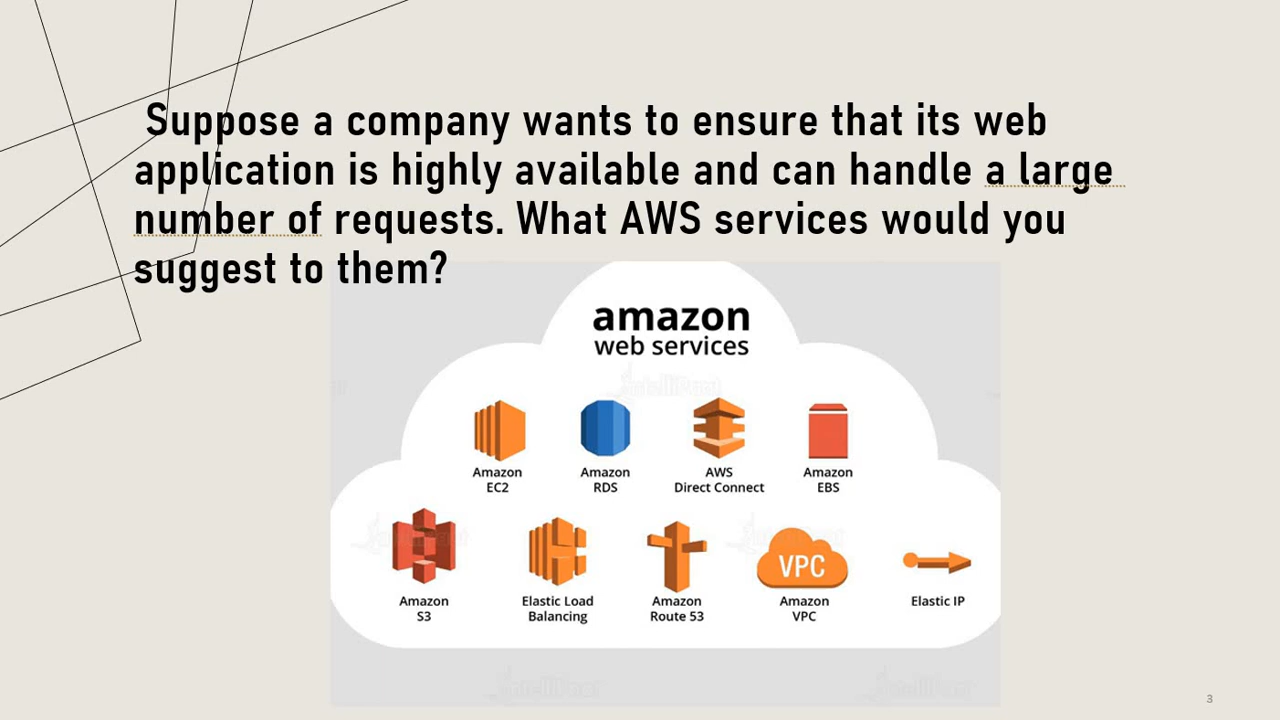 Suppose a company wants to ensure that its web
application is highly available and can handle a large
number of requests. What AWS services would you
suggest to them?
amazon
web services
Amazon
EC2
Amazon
RDS
AWS
Direct Connect
Amazon
EBS
Amazon
S3
Elastic Load
Balancing
Amazon
Route 53
VPC
Amazon
VPC
Elastic IP
3